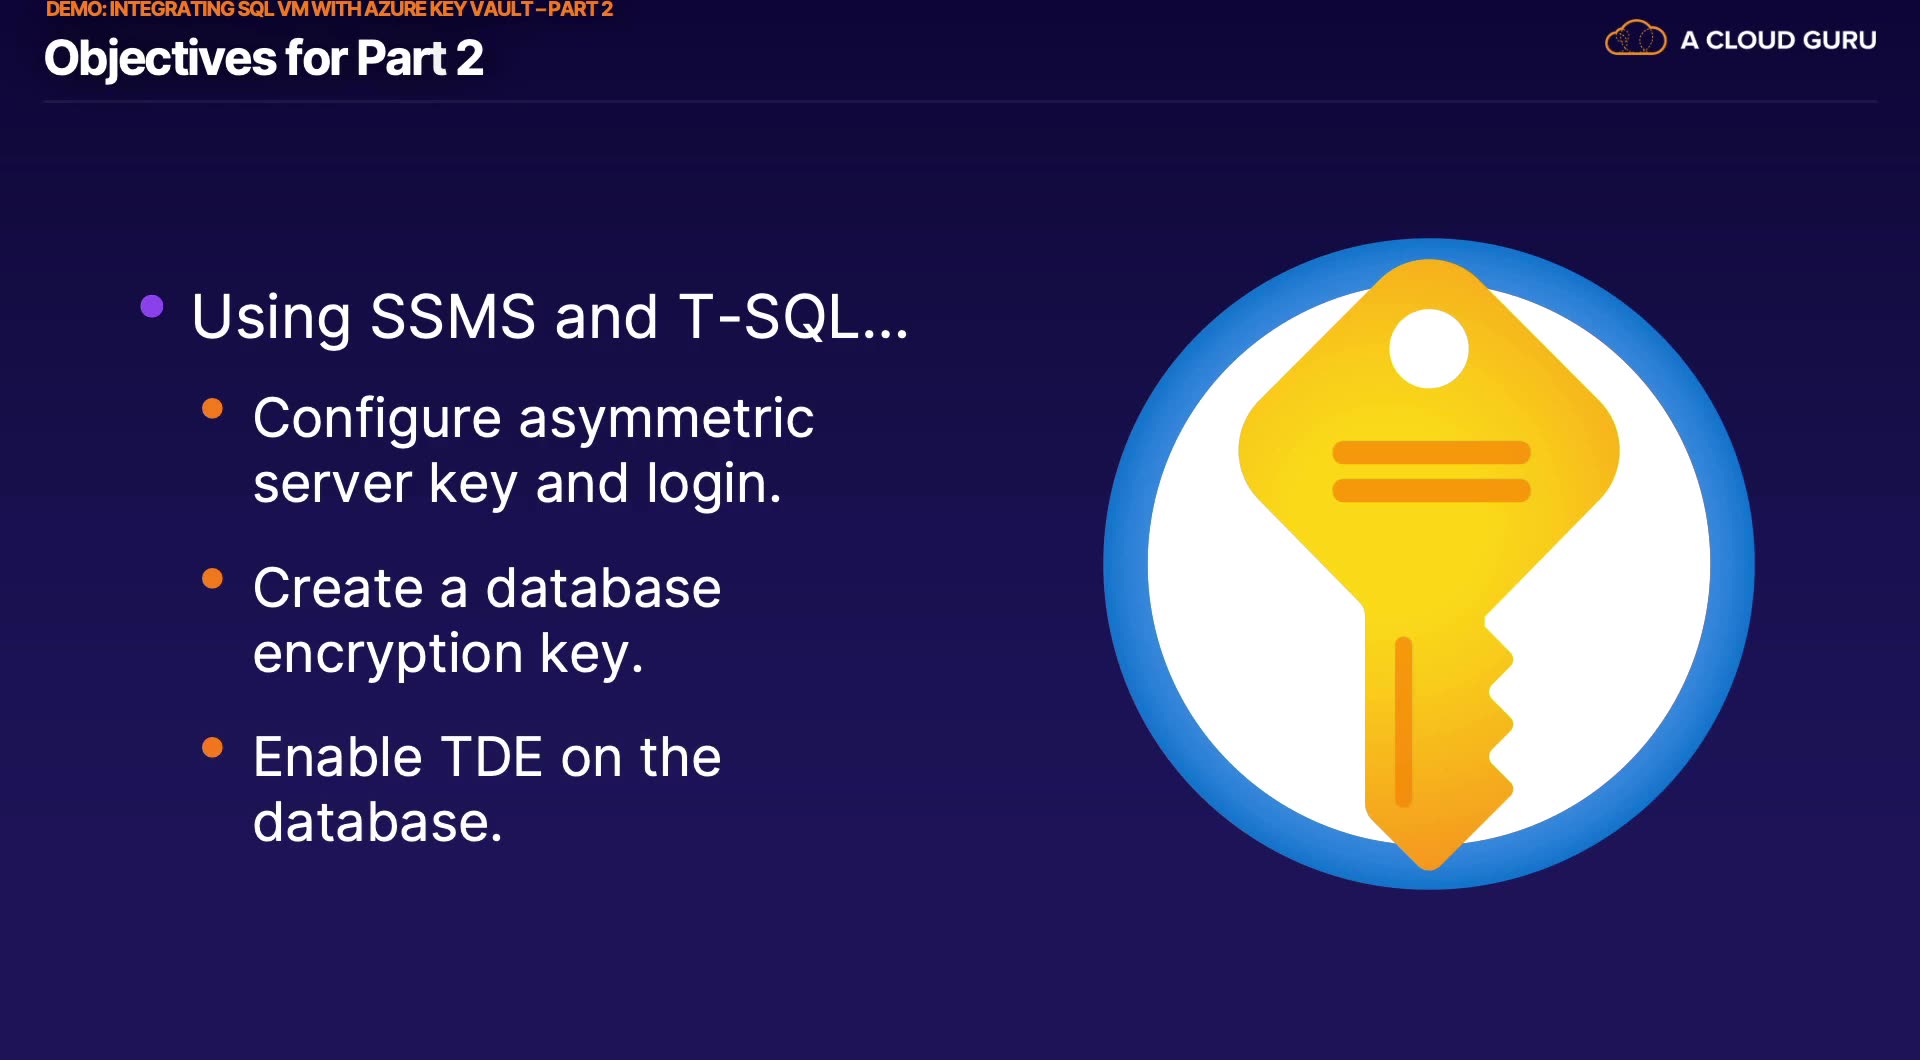 DEMO: INTEGRATING SQL VM WITH AZURE KEY VAULT – PART 2
Objectives for Part 2
A CLOUD GURU
Using SSMS and T-SQL...
Configure asymmetric
server key and login.
Create a database
encryption key.
Enable TDE on the
database.